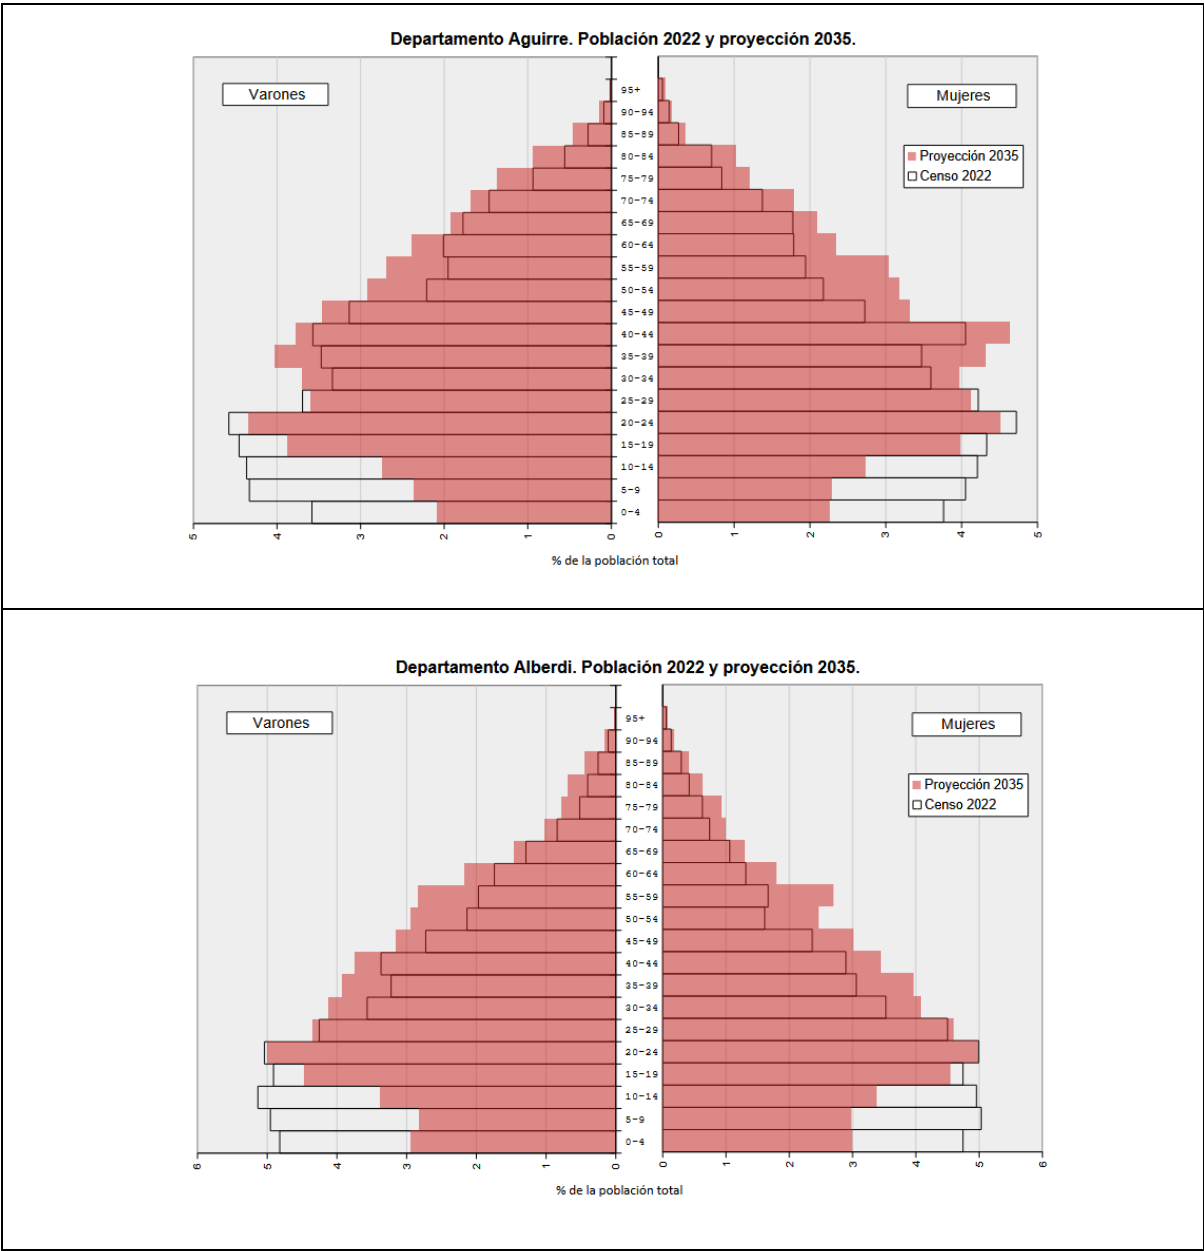 Departamento Aguirre. Población 2022 y proyección 2035.
Varones
Mujeres
Proyección 2035
Censo 2022
95+
90-94
85-89
80-84
75-79
70-74
65-69
60-64
55-59
50-54
45-49
40-44
35-39
30-34
25-29
20-24
15-19
10-14
5-9
0-4
5 4 3 2 1 0 0 1 2 3 4 5
% de la población total
Departamento Alberdi. Población 2022 y proyección 2035.
Varones
Mujeres
Proyección 2035
Censo 2022
95+
90-94
85-89
80-84
75-79
70-74
65-69
60-64
55-59
50-54
45-49
40-44
35-39
30-34
25-29
20-24
15-19
10-14
5-9
0-4
6 5 4 3 2 1 0 0 1 2 3 4 5 6
% de la población total